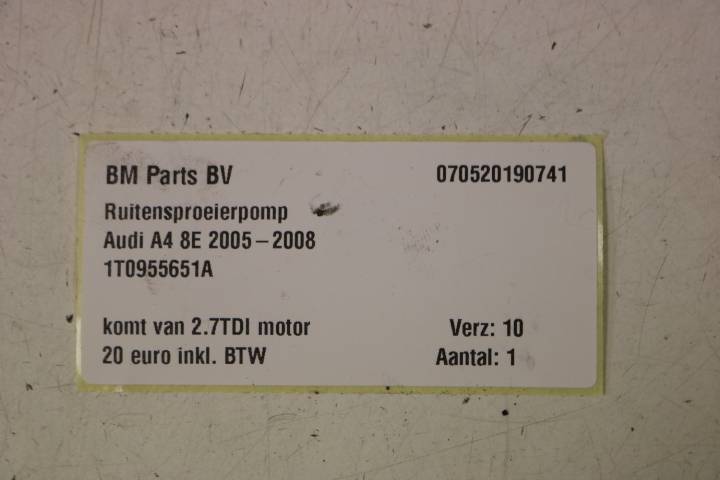 BM Parts BV 070520190741
Ruitensproeierpomp
Audi A4 8E 2005 – 2008
1T0955651A
komt van 2.7TDI motor Verz: 10
20 euro inkl. BTW Aantal: 1